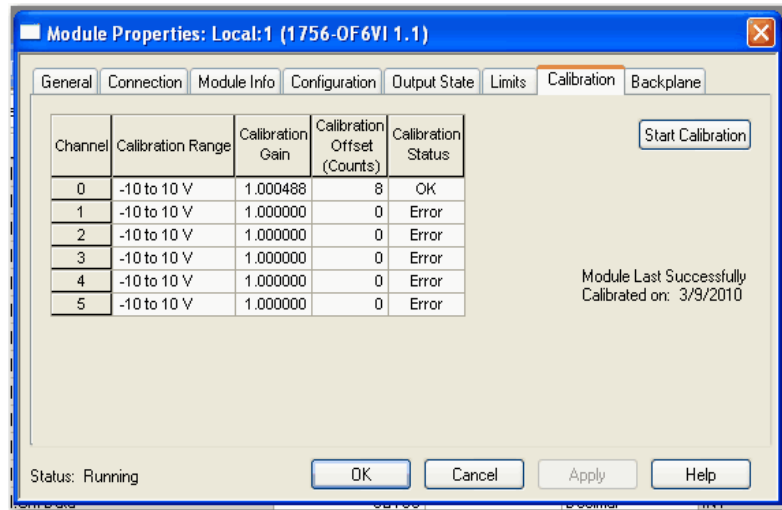 Module Properties: Local:1 (1756-OF6VI 1.1)
General Connection Module Info Configuration Output State Limits Calibration Backplane
Channel Calibration Range Calibration Gain Calibration Offset (Counts) Calibration Status
Start Calibration
0 -10 to 10 V 1.000488 8 OK
1 -10 to 10 V 1.000000 0 Error
2 -10 to 10 V 1.000000 0 Error
3 -10 to 10 V 1.000000 0 Error
4 -10 to 10 V 1.000000 0 Error
5 -10 to 10 V 1.000000 0 Error
Module Last Successfully
Calibrated on: 3/9/2010
Status: Running
OK Cancel Apply Help